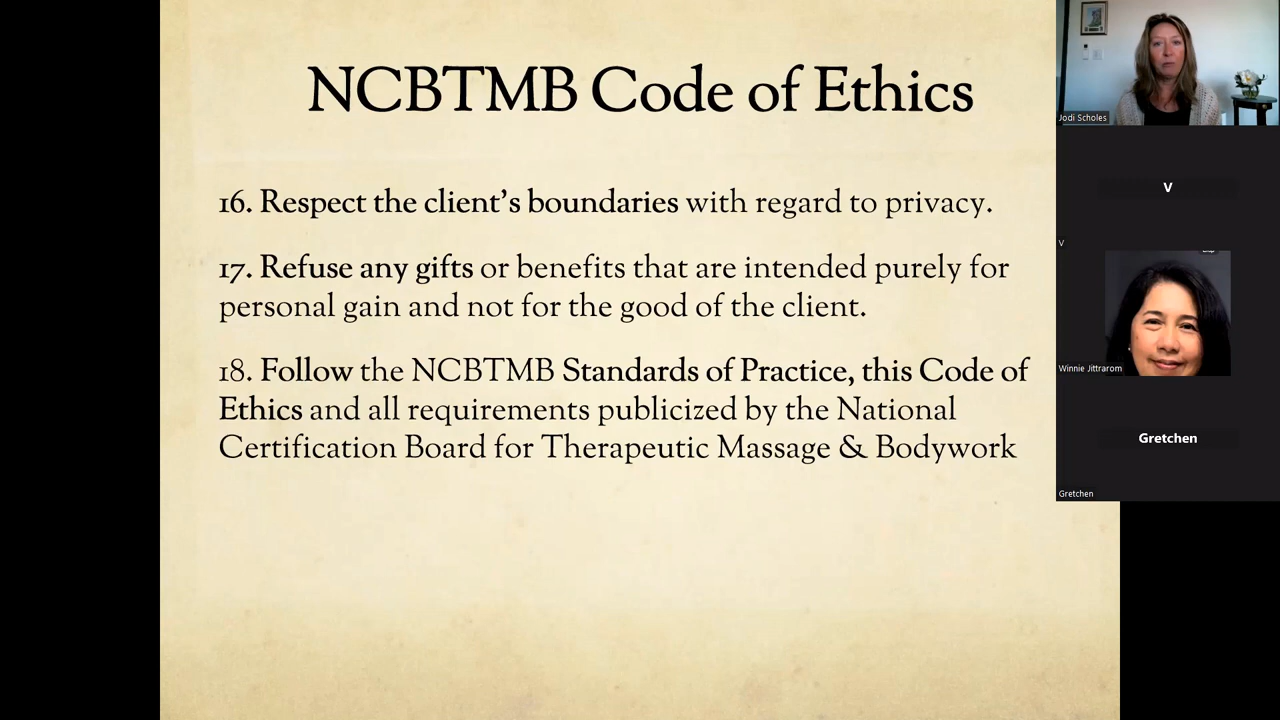 NCBTMB Code of Ethics
16. Respect the client's boundaries with regard to privacy.
17. Refuse any gifts or benefits that are intended purely for
personal gain and not for the good of the client.
18. Follow the NCBTMB Standards of Practice, this Code of
Ethics and all requirements publicized by the National
Certification Board for Therapeutic Massage & Bodywork
Jodi Scholes
V
V
Winnie Jittrarom
Gretchen
Gretchen